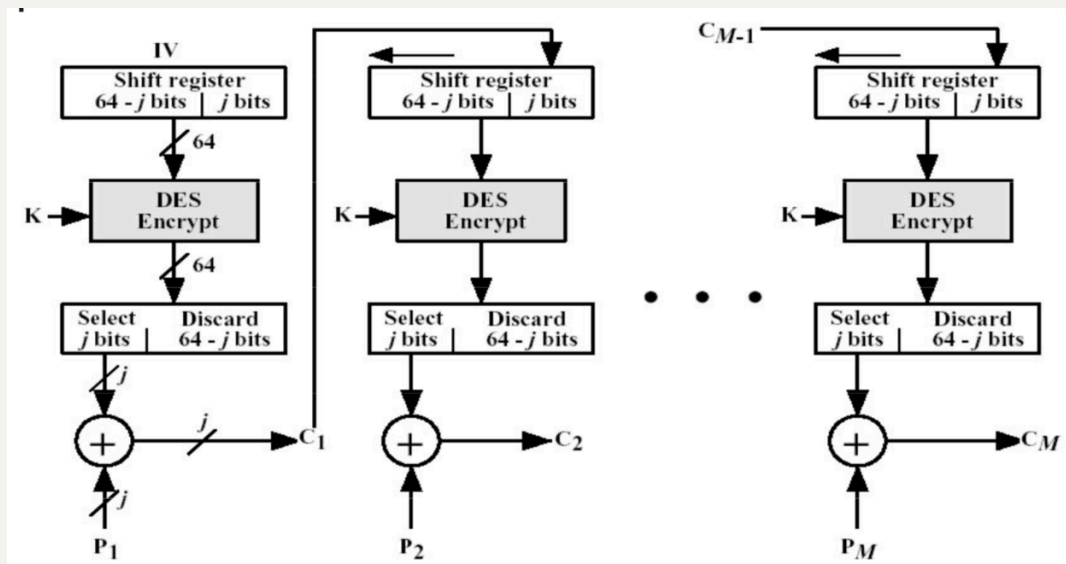 IV
Shift register
64 - j bits | j bits
64
K
DES
Encrypt
64
Select Discard
j bits | 64 - j bits
j
j
C1
j
P1
Shift register
64 - j bits | j bits
K
DES
Encrypt
Select Discard
j bits | 64 - j bits
C2
P2
• • •
CM-1
Shift register
64 - j bits | j bits
K
DES
Encrypt
Select Discard
j bits | 64 - j bits
CM
PM